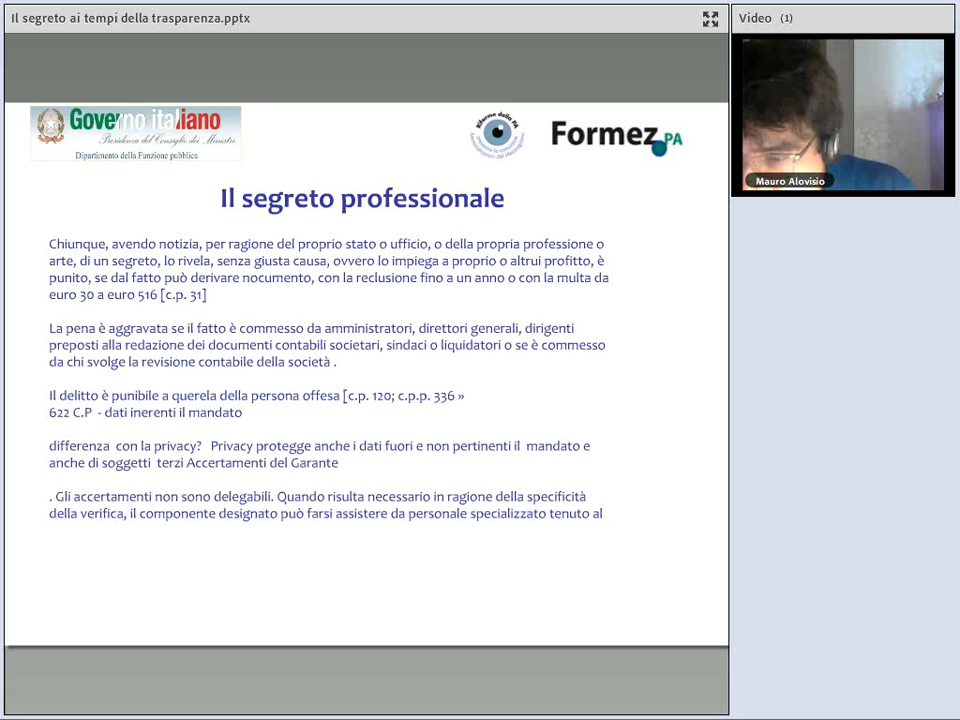 Il segreto ai tempi della trasparenza.pptx
Video (1)
Governo italiano
Presidenza del Consiglio dei Ministri
Dipartimento della Funzione pubblica
Riforma della PA
Formez PA
Mauro Alovisio
Il segreto professionale
Chiunque, avendo notizia, per ragione del proprio stato o ufficio, o della propria professione o
arte, di un segreto, lo rivela, senza giusta causa, ovvero lo impiega a proprio o altrui profitto, è
punito, se dal fatto può derivare nocumento, con la reclusione fino a un anno o con la multa da
euro 30 a euro 516 [c.p. 31]
La pena è aggravata se il fatto è commesso da amministratori, direttori generali, dirigenti
preposti alla redazione dei documenti contabili societari, sindaci o liquidatori o se è commesso
da chi svolge la revisione contabile della società .
Il delitto è punibile a querela della persona offesa [c.p. 120; c.p.p. 336 »
622 C.P - dati inerenti il mandato
differenza con la privacy? Privacy protegge anche i dati fuori e non pertinenti il mandato e
anche di soggetti terzi Accertamenti del Garante
. Gli accertamenti non sono delegabili. Quando risulta necessario in ragione della specificità
della verifica, il componente designato può farsi assistere da personale specializzato tenuto al